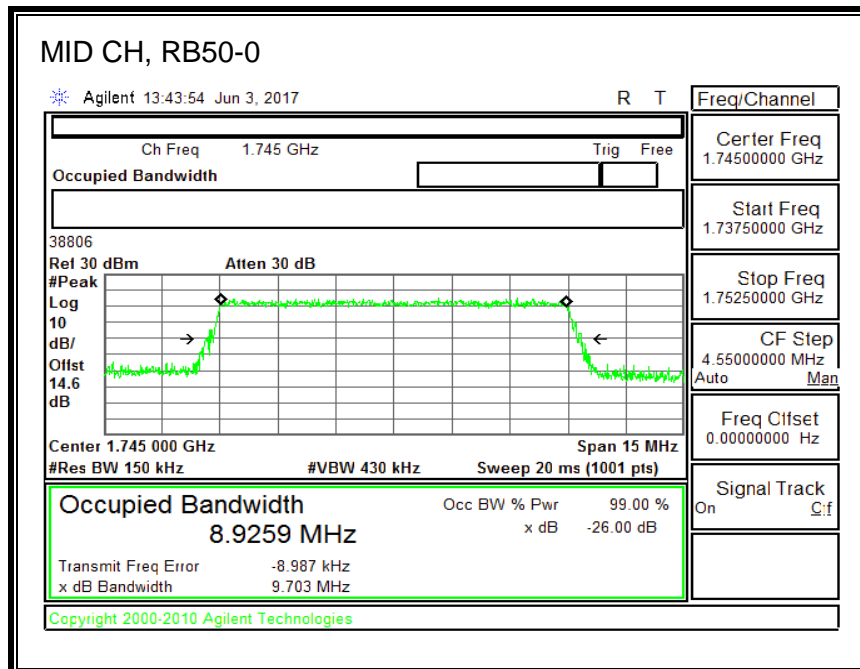 MID CH, RB50-0
Agilent 13:43:54 Jun 3, 2017 R T
Ch Freq 1.745 GHz Trig Free
Occupied Bandwidth
38806
Ref 30 dBm Atten 30 dB
#Peak
Log
10
dB/
Offst
14.6
dB
Center 1.745 000 GHz Span 15 MHz
#Res BW 150 kHz #VBW 430 kHz Sweep 20 ms (1001 pts)
Occupied Bandwidth
8.9259 MHz
Occ BW % Pwr 99.00 %
x dB -26.00 dB
Transmit Freq Error -8.987 kHz
x dB Bandwidth 9.703 MHz
Copyright 2000-2010 Agilent Technologies
Freq/Channel
Center Freq
1.74500000 GHz
Start Freq
1.73750000 GHz
Stop Freq
1.75250000 GHz
CF Step
4.55000000 MHz
Auto Man
Freq Offset
0.00000000 Hz
Signal Track
On Off